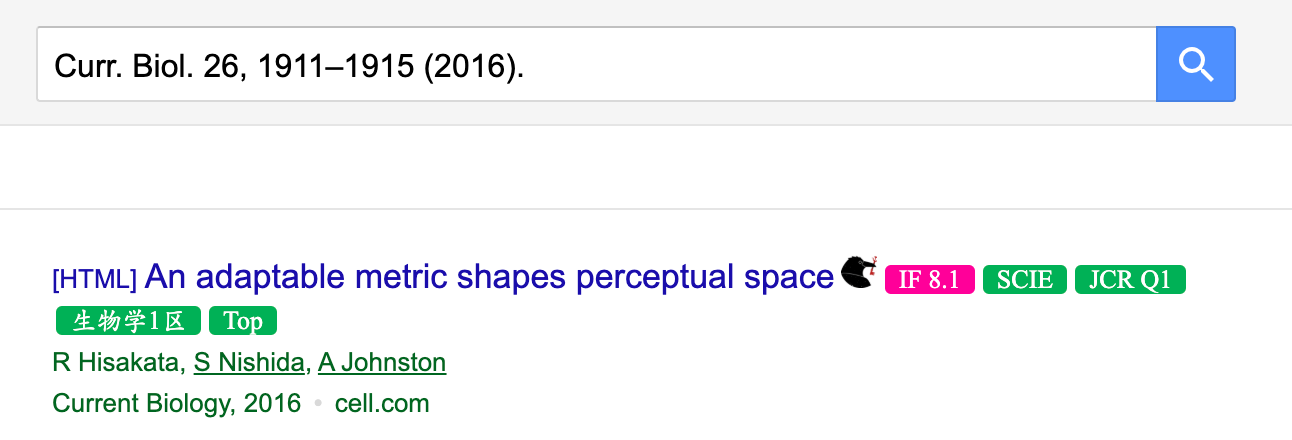 Curr. Biol. 26, 1911–1915 (2016).
[HTML] An adaptable metric shapes perceptual space IF 8.1 SCIE JCR Q1
生物学1区 Top
R Hisakata, S Nishida, A Johnston
Current Biology, 2016 • cell.com